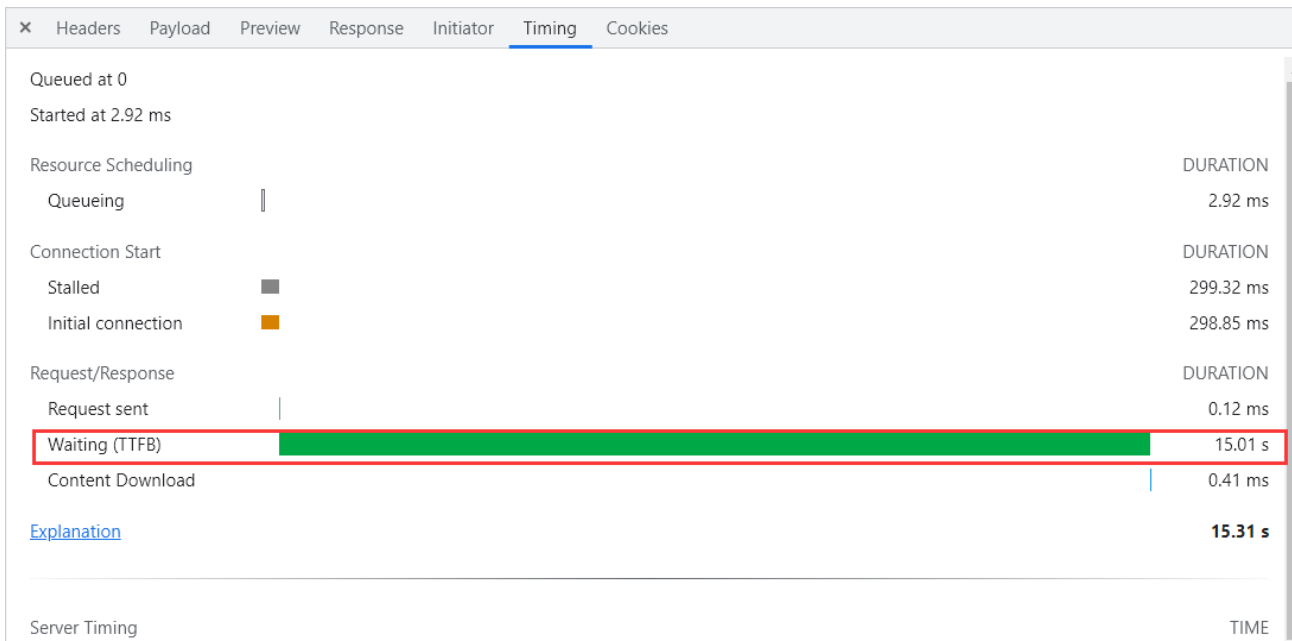 × Headers Payload Preview Response Initiator Timing Cookies
Queued at 0
Started at 2.92 ms
Resource Scheduling DURATION
Queueing 2.92 ms
Connection Start DURATION
Stalled 299.32 ms
Initial connection 298.85 ms
Request/Response DURATION
Request sent 0.12 ms
Waiting (TTFB) 15.01 s
Content Download 0.41 ms
Explanation 15.31 s
Server Timing TIME